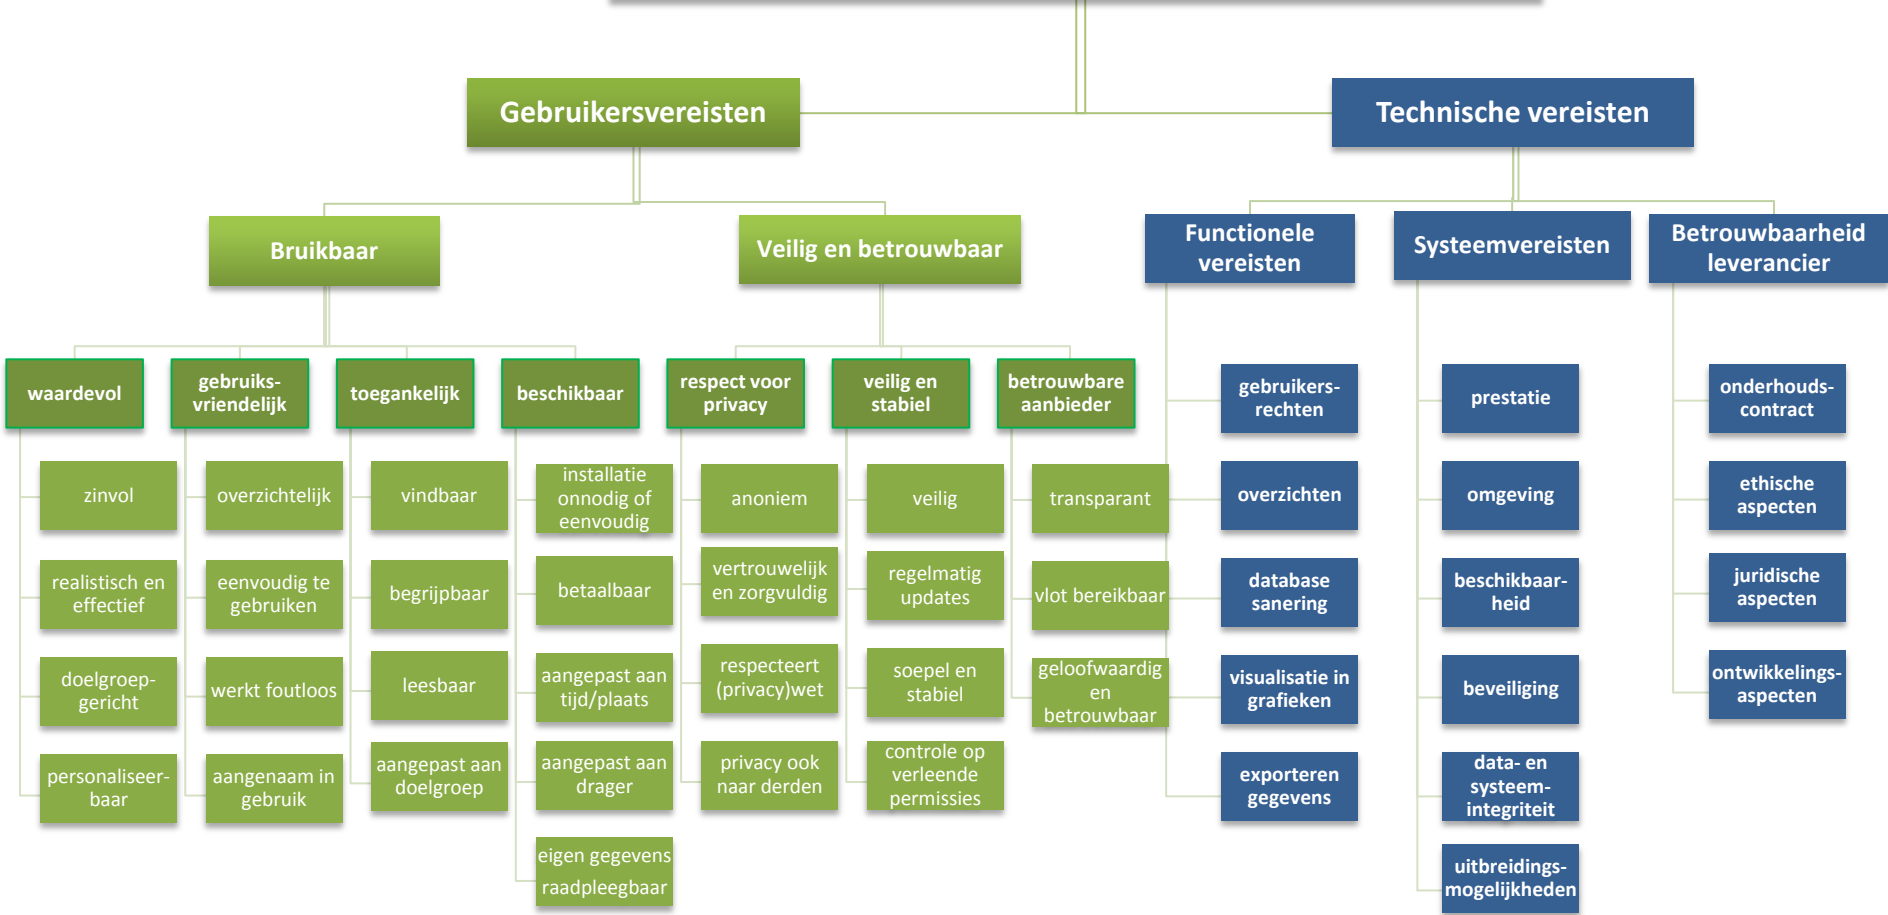 Gebruikersvereisten
Technische vereisten
Bruikbaar
Veilig en betrouwbaar
Functionele
vereisten
Systeemvereisten
Betrouwbaarheid
leverancier
waardevol
gebruiks-
vriendelijk
toegankelijk
beschikbaar
respect voor
privacy
veilig en
stabiel
betrouwbare
aanbieder
zinvol
realistisch en
effectief
doelgroep-
gericht
personaliseer-
baar
overzichtelijk
eenvoudig te
gebruiken
werkt foutloos
aangenaam in
gebruik
vindbaar
begrijpbaar
leesbaar
aangepast aan
doelgroep
installatie
onnodig of
eenvoudig
betaalbaar
aangepast aan
tijd/plaats
aangepast aan
drager
eigen gegevens
raadpleegbaar
anoniem
vertrouwelijk
en zorgvuldig
respecteert
(privacy)wet
privacy ook
naar derden
veilig
regelmatig
updates
soepel en
stabiel
controle op
verleende
permissies
transparant
vlot bereikbaar
geloofwaardig
en
betrouwbaar
gebruikers-
rechten
overzichten
database
sanering
visualisatie in
grafieken
exporteren
gegevens
prestatie
omgeving
beschikbaar-
heid
beveiliging
data- en
systeem-
integriteit
uitbreidings-
mogelijkheden
onderhouds-
contract
ethische
aspecten
juridische
aspecten
ontwikkelings-
aspecten